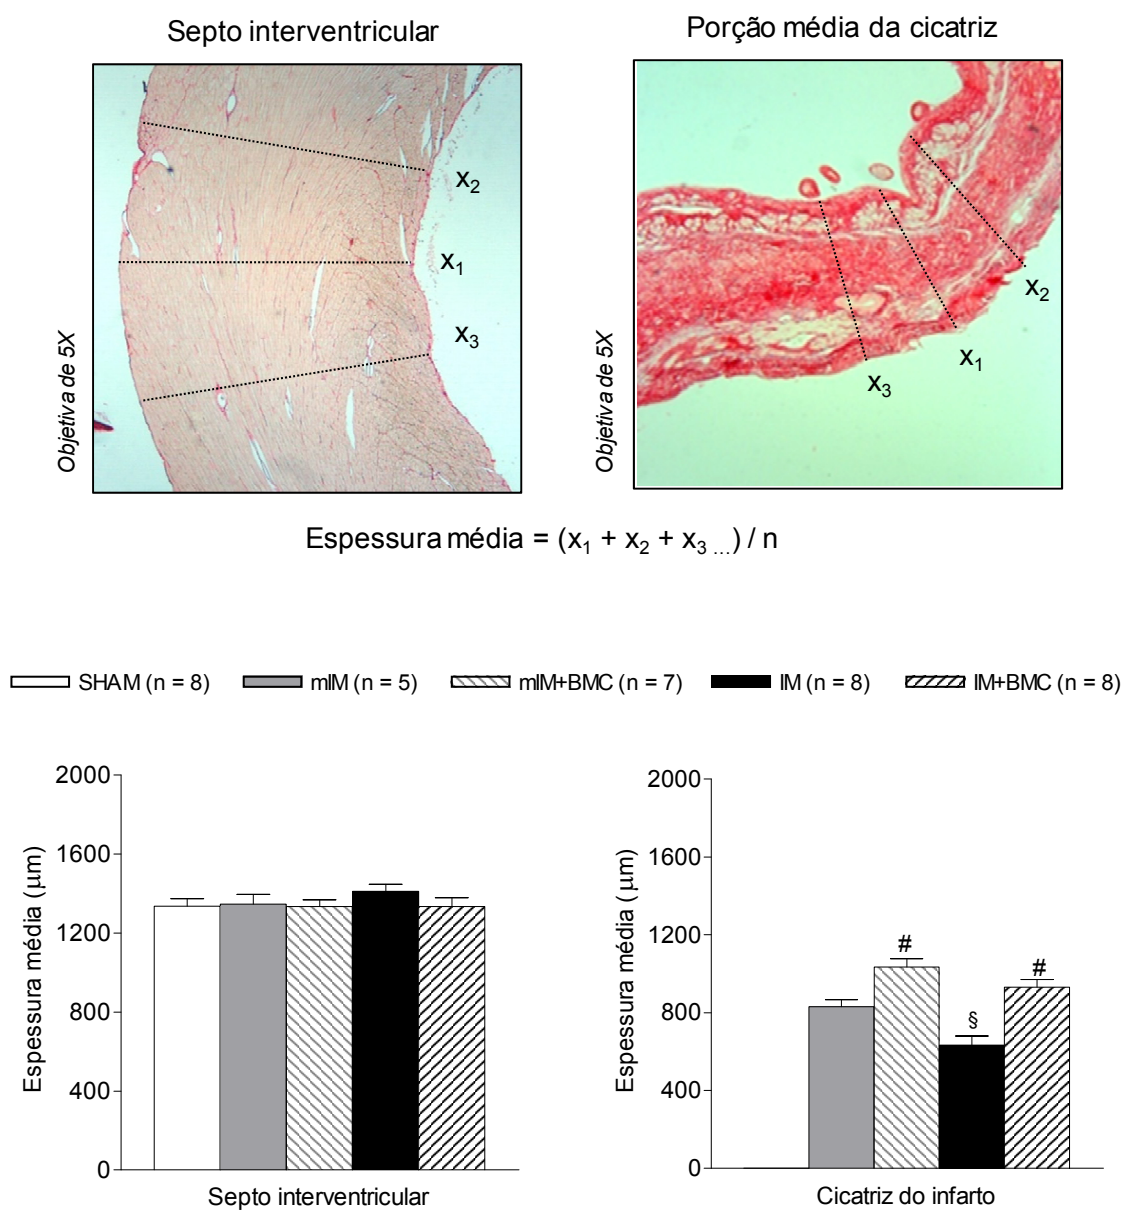 Septo interventricular
Porção média da cicatriz
x2
x1
x3
Objetiva de 5X
x2
x1
x3
Objetiva de 5X
Espessura média = (x1 + x2 + x3 ...) / n
SHAM (n = 8) mIM (n = 5) mIM+BMC (n = 7) IM (n = 8) IM+BMC (n = 8)
Espessura média (μm)
2000
1600
1200
800
400
0
Septo interventricular
Espessura média (μm)
2000
1600
1200
800
400
0
#
§
#
Cicatriz do infarto